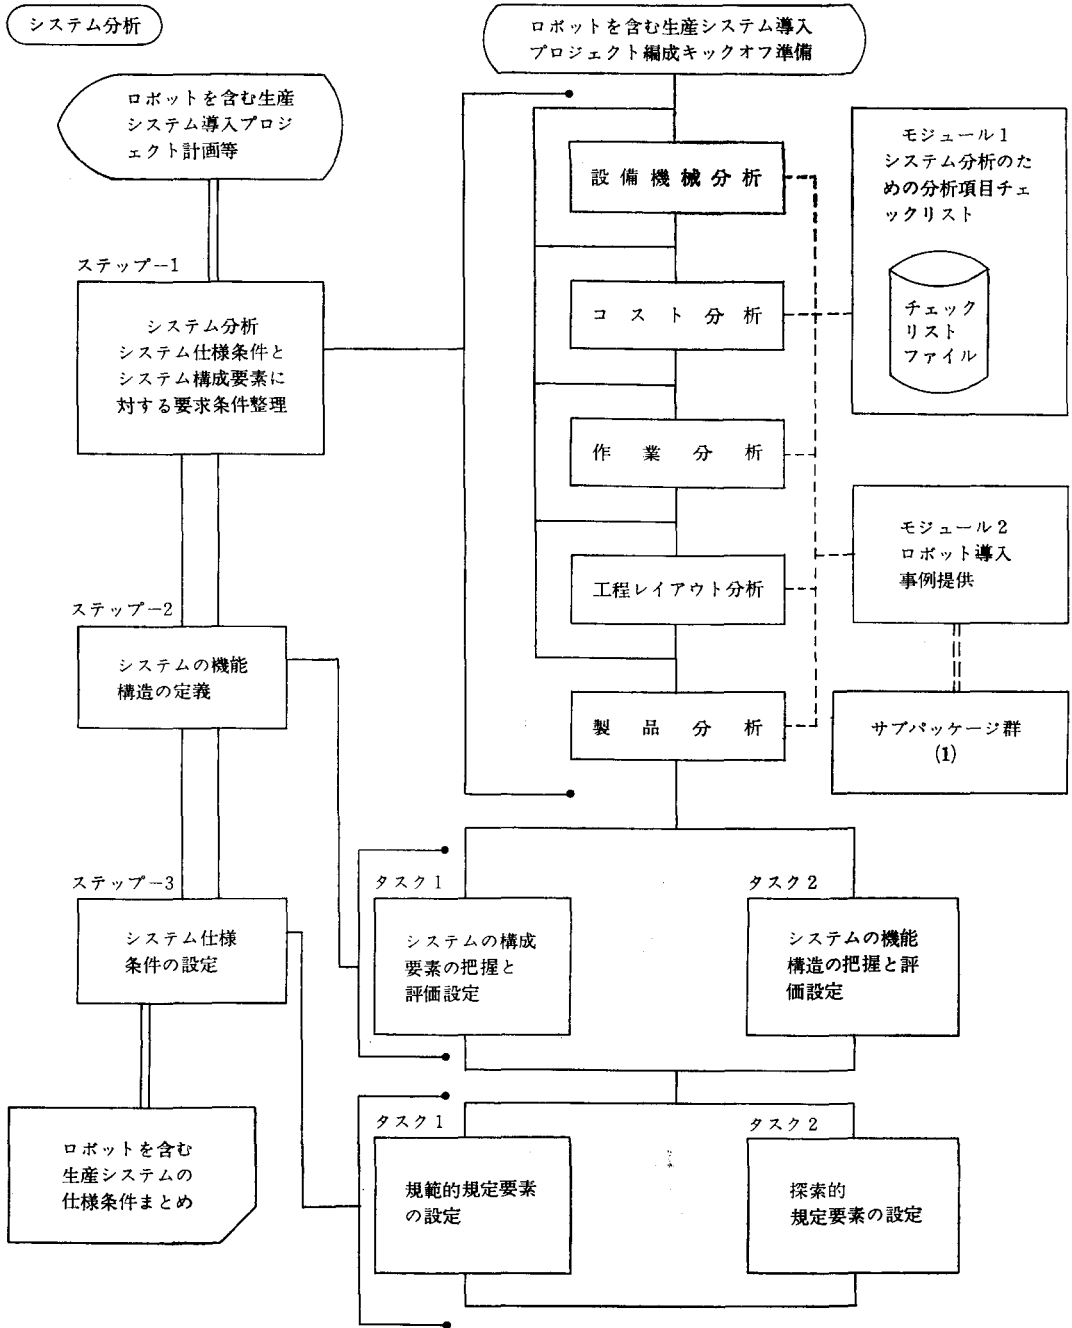 システム分析
ロボットを含む生産
システム導入プロジ
ェクト計画等
ステップ－1
システム分析
システム仕様条件と
システム構成要素に
対する要求条件整理
ステップ－2
システムの機能
構造の定義
ステップ－3
システム仕様
条件の設定
ロボットを含む
生産システムの
仕様条件まとめ
ロボットを含む生産システム導入
プロジェクト編成キックオフ準備
設備機械分析
コスト分析
作業分析
工程レイアウト分析
製品分析
モジュール1
システム分析のた
めの分析項目チェ
ックリスト
チェック
リスト
ファイル
モジュール2
ロボット導入
事例提供
サブパッケージ群
(1)
タスク1
システムの構成
要素の把握と
評価設定
タスク2
システムの機能
構造の把握と評
価設定
タスク1
規範的規定要素
の設定
タスク2
探索的
規定要素の設定